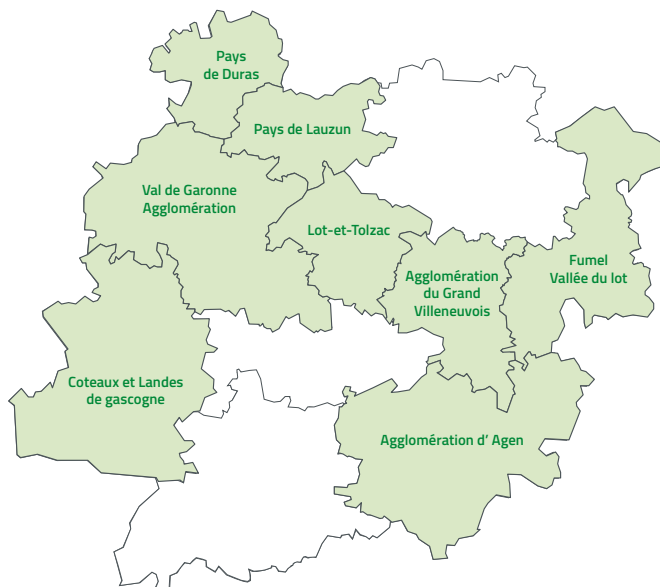 Pays
de Duras
Pays de Lauzun
Val de Garonne
Agglomération
Lot-et-Tolzac
Agglomération
du Grand
Villeneuvois
Fumel
Vallée du lot
Coteaux et Landes
de gascogne
Agglomération d’ Agen